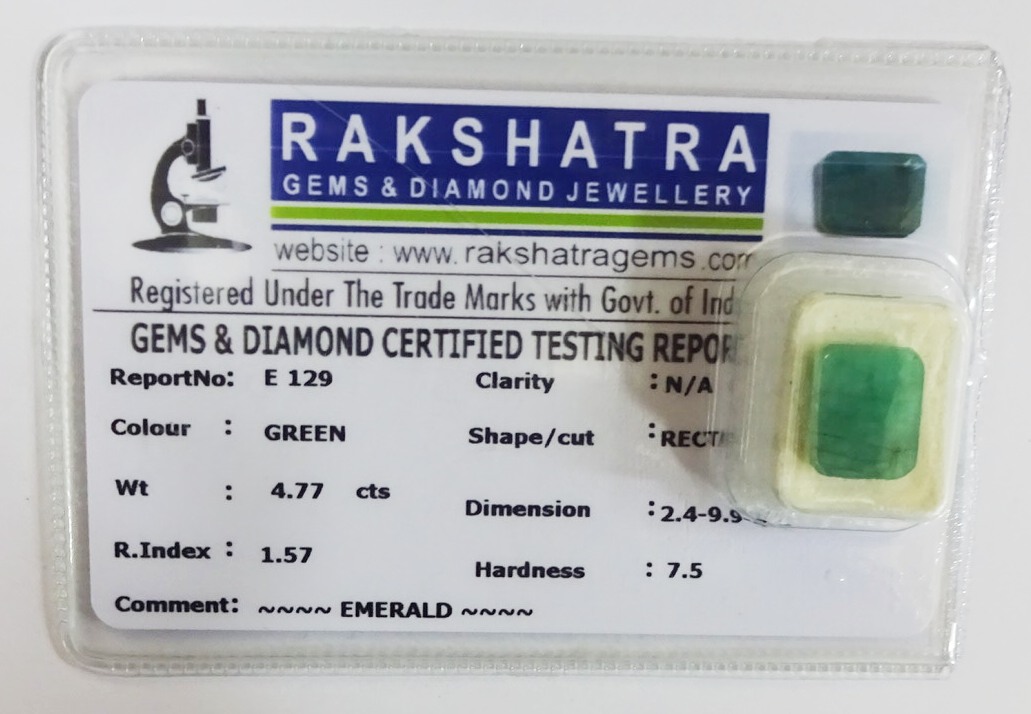 RAKSHATRA
GEMS & DIAMOND JEWELLERY
website : www.rakshatragems.com
Registered Under The Trade Marks with Govt. of Ind
GEMS & DIAMOND CERTIFIED TESTING REPOR
ReportNo: E 129 Clarity : N/A
Colour : GREEN Shape/cut : RECT
Wt : 4.77 cts Dimension : 2.4-9.9-
R.Index : 1.57 Hardness : 7.5
Comment: ~~~~ EMERALD ~~~~